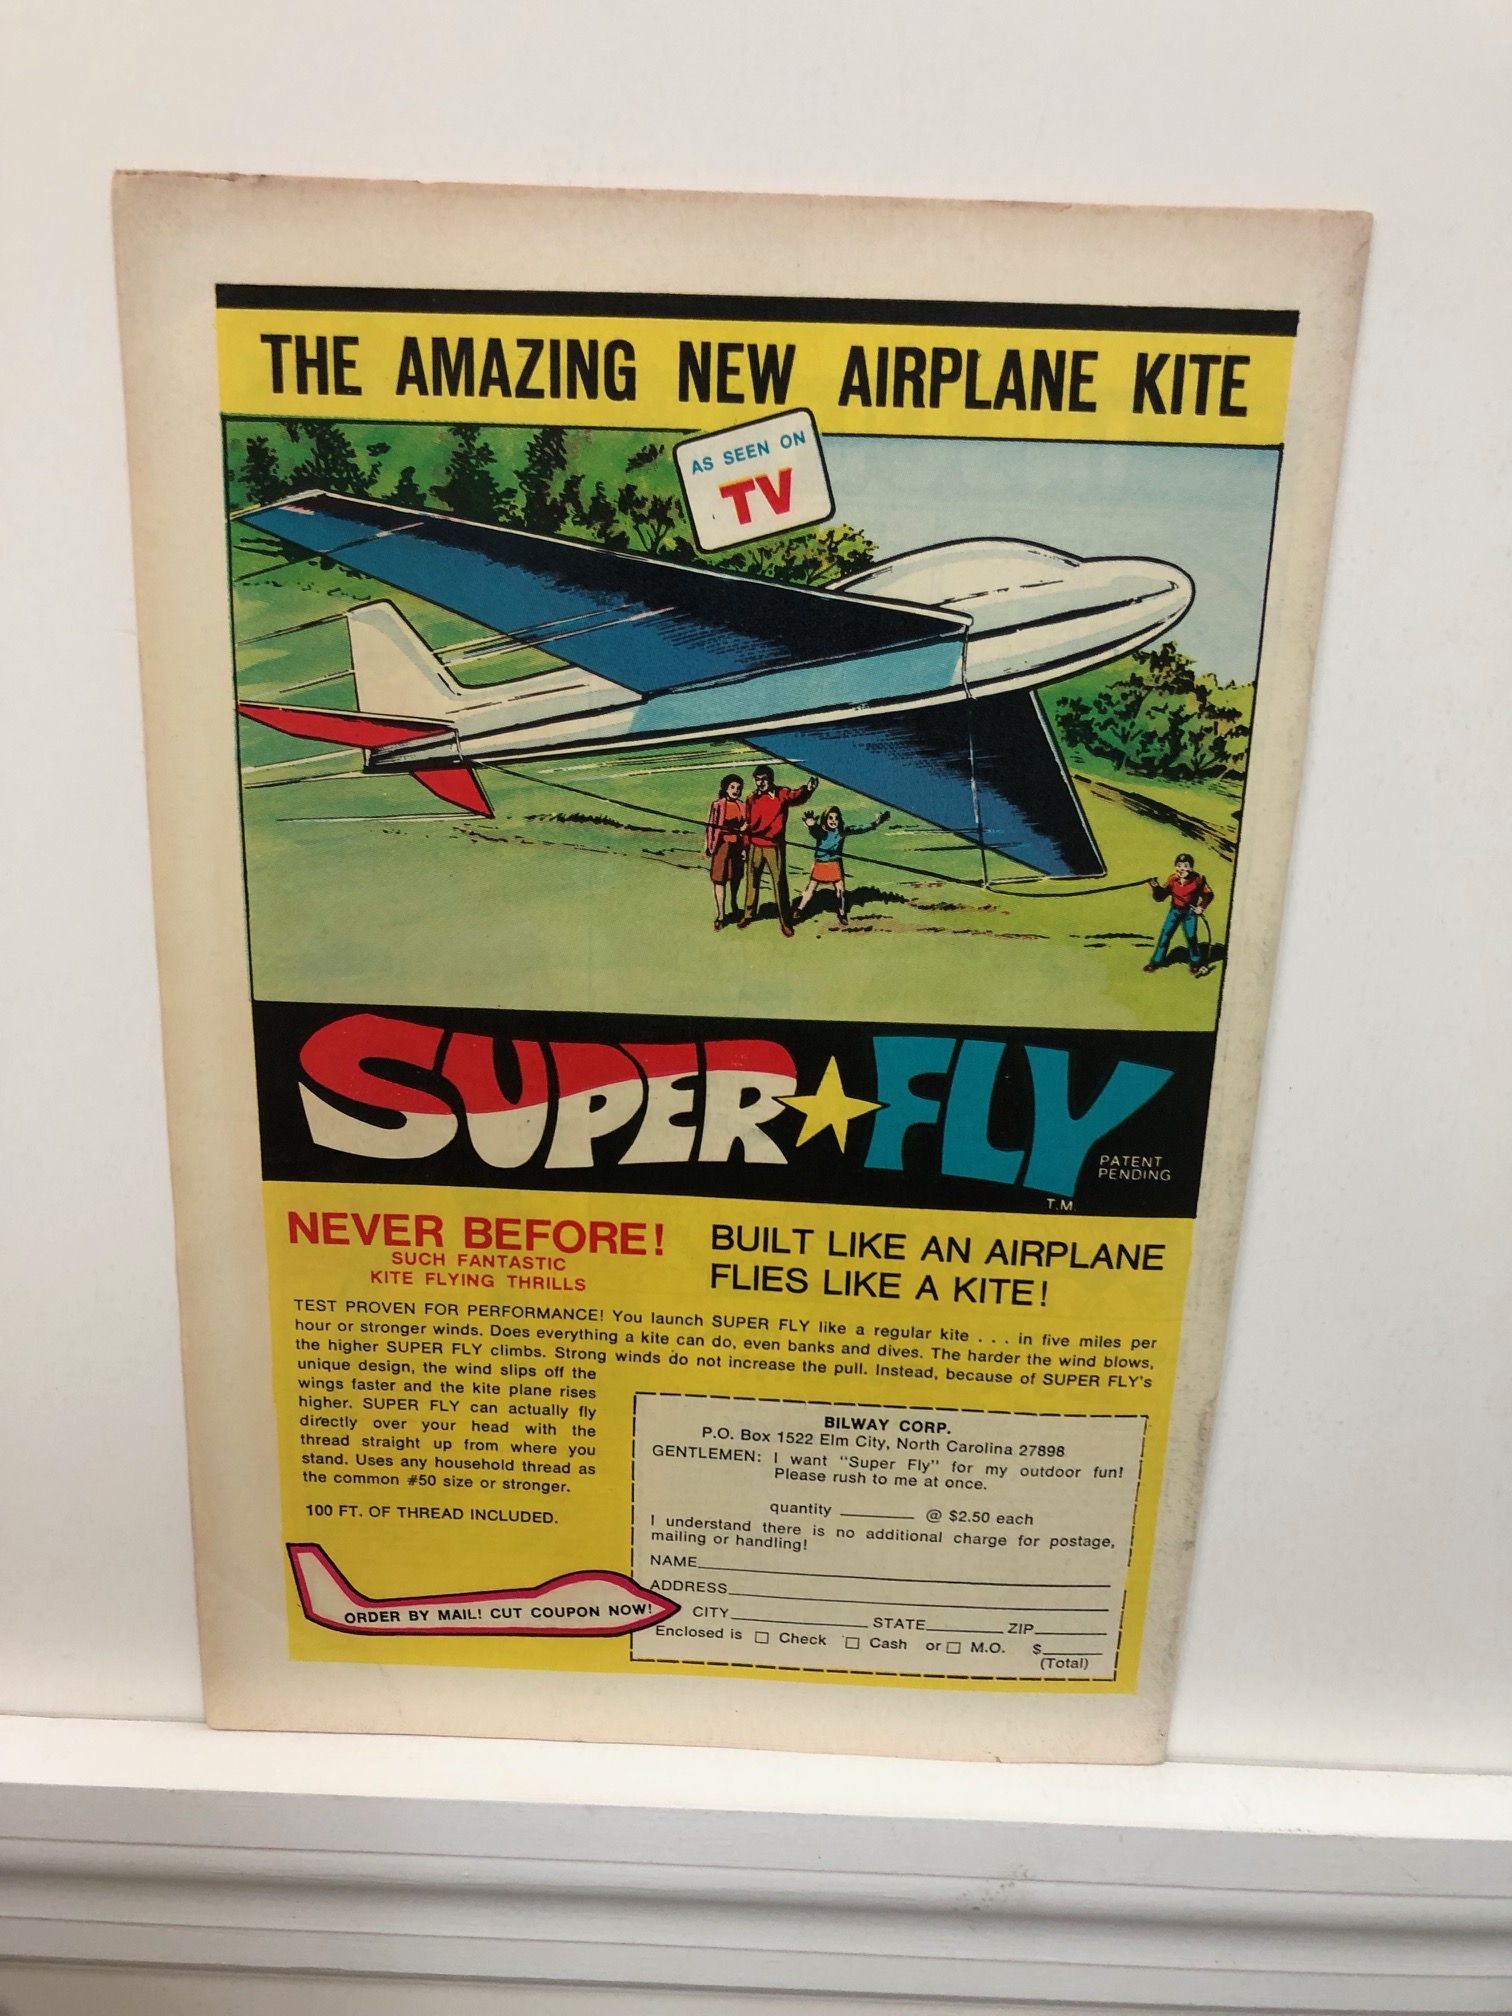 THE AMAZING NEW AIRPLANE KITE
AS SEEN ON
TV
SUPER FLY
PATENT
PENDING
T.M.
NEVER BEFORE!
SUCH FANTASTIC
KITE FLYING THRILLS
BUILT LIKE AN AIRPLANE
FLIES LIKE A KITE!
TEST PROVEN FOR PERFORMANCE! You launch SUPER FLY like a regular kite . . . in five miles per
hour or stronger winds. Does everything a kite can do, even banks and dives. The harder the wind blows,
the higher SUPER FLY climbs. Strong winds do not increase the pull. Instead, because of SUPER FLY's
unique design, the wind slips off the
wings faster and the kite plane rises
higher. SUPER FLY can actually fly
directly over your head with the
thread straight up from where you
stand. Uses any household thread as
the common #50 size or stronger.
100 FT. OF THREAD INCLUDED.
ORDER BY MAIL! CUT COUPON NOW!
BILWAY CORP.
P.O. Box 1522 Elm City, North Carolina 27898
GENTLEMEN: I want "Super Fly" for my outdoor fun!
Please rush to me at once.
quantity ________ @ $2.50 each
I understand there is no additional charge for postage,
mailing or handling!
NAME
ADDRESS
CITY STATE ZIP
Enclosed is □ Check □ Cash or □ M.O. $______
(Total)